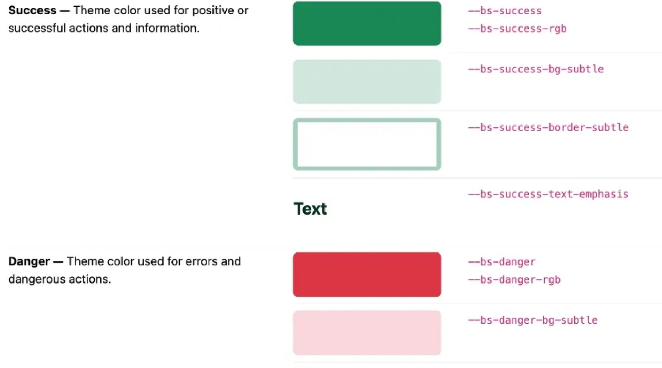 Success — Theme color used for positive or
successful actions and information.
--bs-success
--bs-success-rgb
--bs-success-bg-subtle
--bs-success-border-subtle
Text
--bs-success-text-emphasis
Danger — Theme color used for errors and
dangerous actions.
--bs-danger
--bs-danger-rgb
--bs-danger-bg-subtle